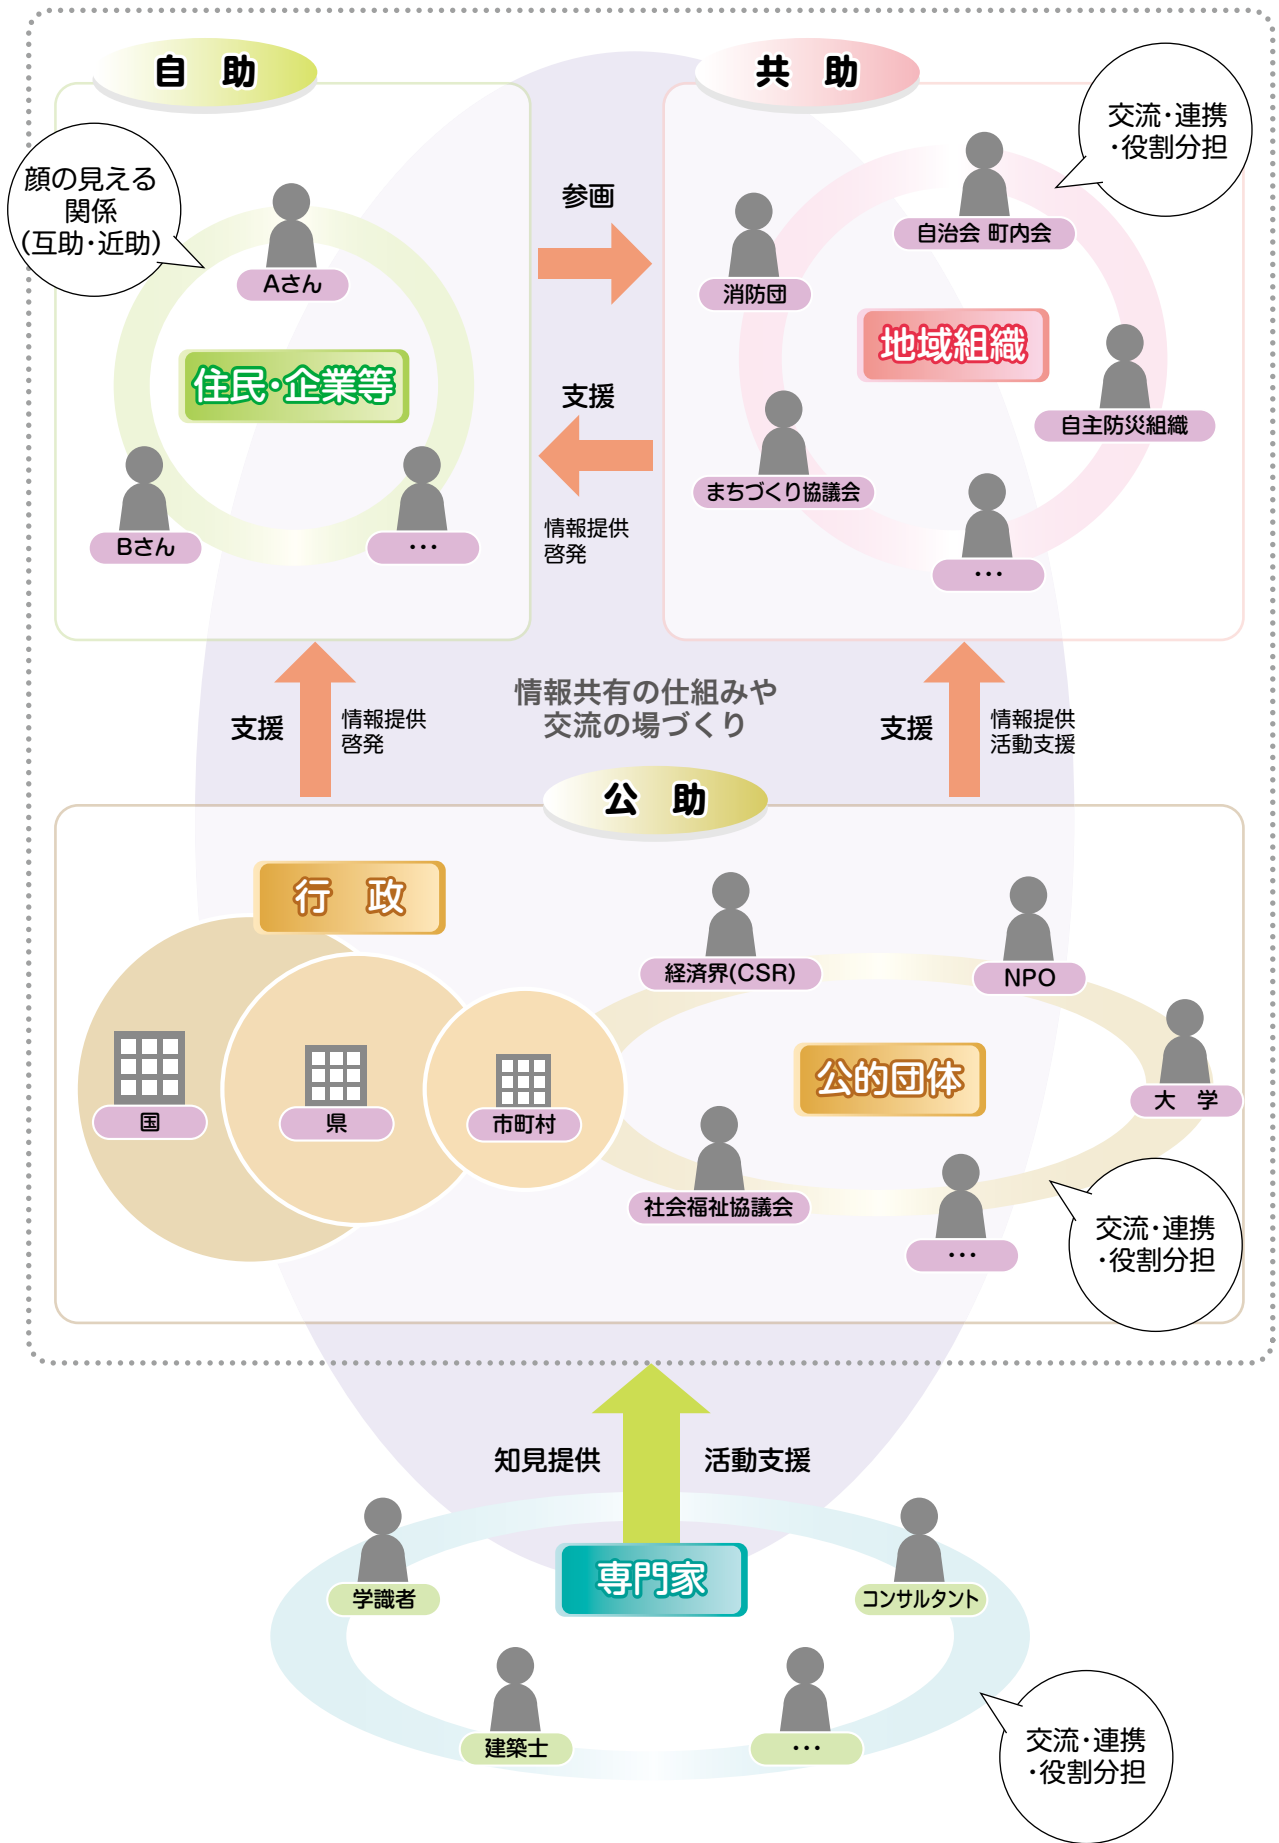 自　助
顔の見える
関係
(互助・近助)
Aさん
住民・企業等
Bさん
…
参画
支援
情報提供
啓発
共　助
交流・連携
・役割分担
自治会 町内会
消防団
地域組織
自主防災組織
まちづくり協議会
…
支援
情報提供
啓発
情報共有の仕組みや
交流の場づくり
支援
情報提供
活動支援
公　助
行　政
国
県
市町村
経済界(CSR)
NPO
公的団体
大　学
社会福祉協議会
…
交流・連携
・役割分担
知見提供
活動支援
専門家
学識者
コンサルタント
建築士
…
交流・連携
・役割分担